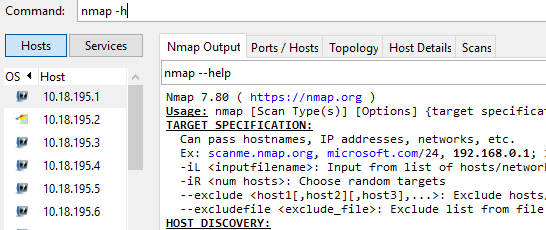 Command: nmap -h
Hosts Services
Nmap Output Ports / Hosts Topology Host Details Scans
OS Host
nmap --help
10.18.195.1
10.18.195.2
10.18.195.3
10.18.195.4
10.18.195.5
10.18.195.6
Nmap 7.80 ( https://nmap.org )
Usage: nmap [Scan Type(s)] [Options] {target specificat
TARGET SPECIFICATION:
Can pass hostnames, IP addresses, networks, etc.
Ex: scanme.nmap.org, microsoft.com/24, 192.168.0.1;
-iL <inputfilename>: Input from list of hosts/network
-iR <num hosts>: Choose random targets
--exclude <host1[,host2][,host3],...>: Exclude hosts/
--excludefile <exclude_file>: Exclude list from file
HOST DISCOVERY: